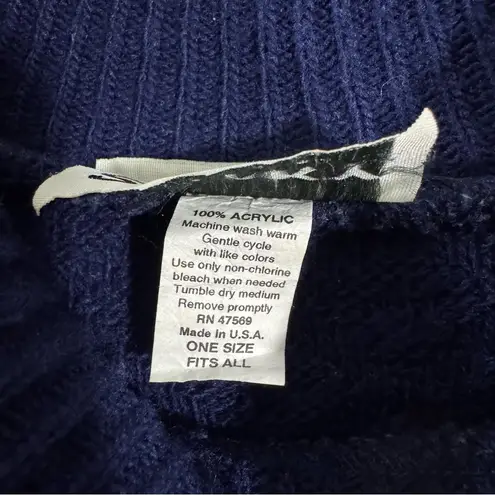 100% ACRYLIC
Machine wash warm
Gentle cycle
with like colors
Use only non-chlorine
bleach when needed
Tumble dry medium
Remove promptly
RN 47569
Made in U.S.A.
ONE SIZE
FITS ALL